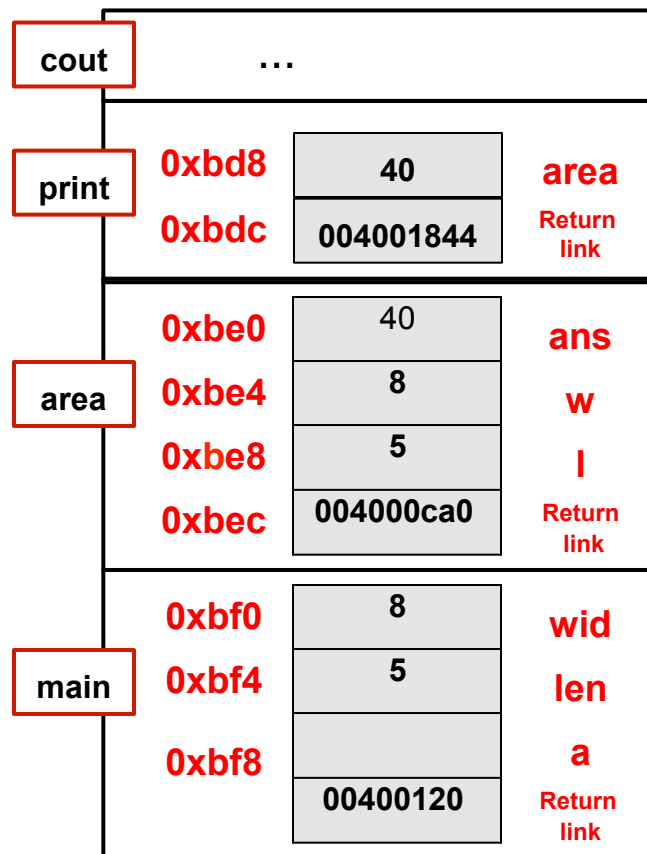 cout ...
print
0xbd8 40 area
0xbdc 004001844 Return
link
0xbe0 40 ans
area
0xbe4 8 w
0xbe8 5 l
0xbec 004000ca0 Return
link
0xbf0 8 wid
main
0xbf4 5 len
0xbf8 a
00400120 Return
link